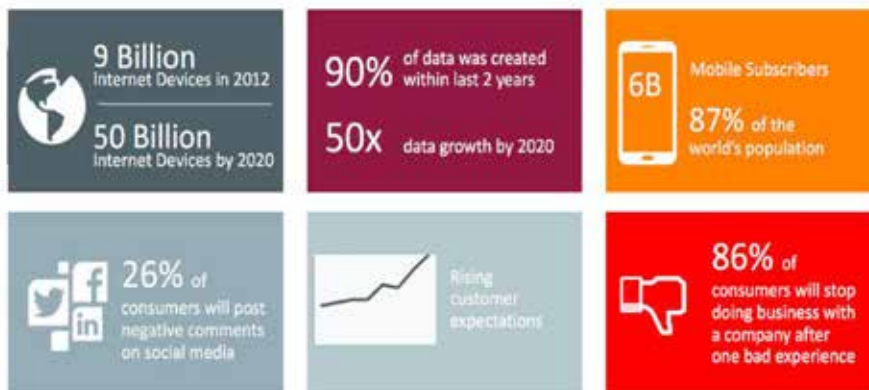 9 Billion
Internet Devices in 2012
50 Billion
Internet Devices by 2020
90% of data was created
within last 2 years
50x data growth by 2020
6B
Mobile Subscribers
87% of the
world's population
26% of
consumers will post
negative comments
on social media
Rising
customer
expectations
86% of
consumers will stop
doing business with
a company after
one bad experience